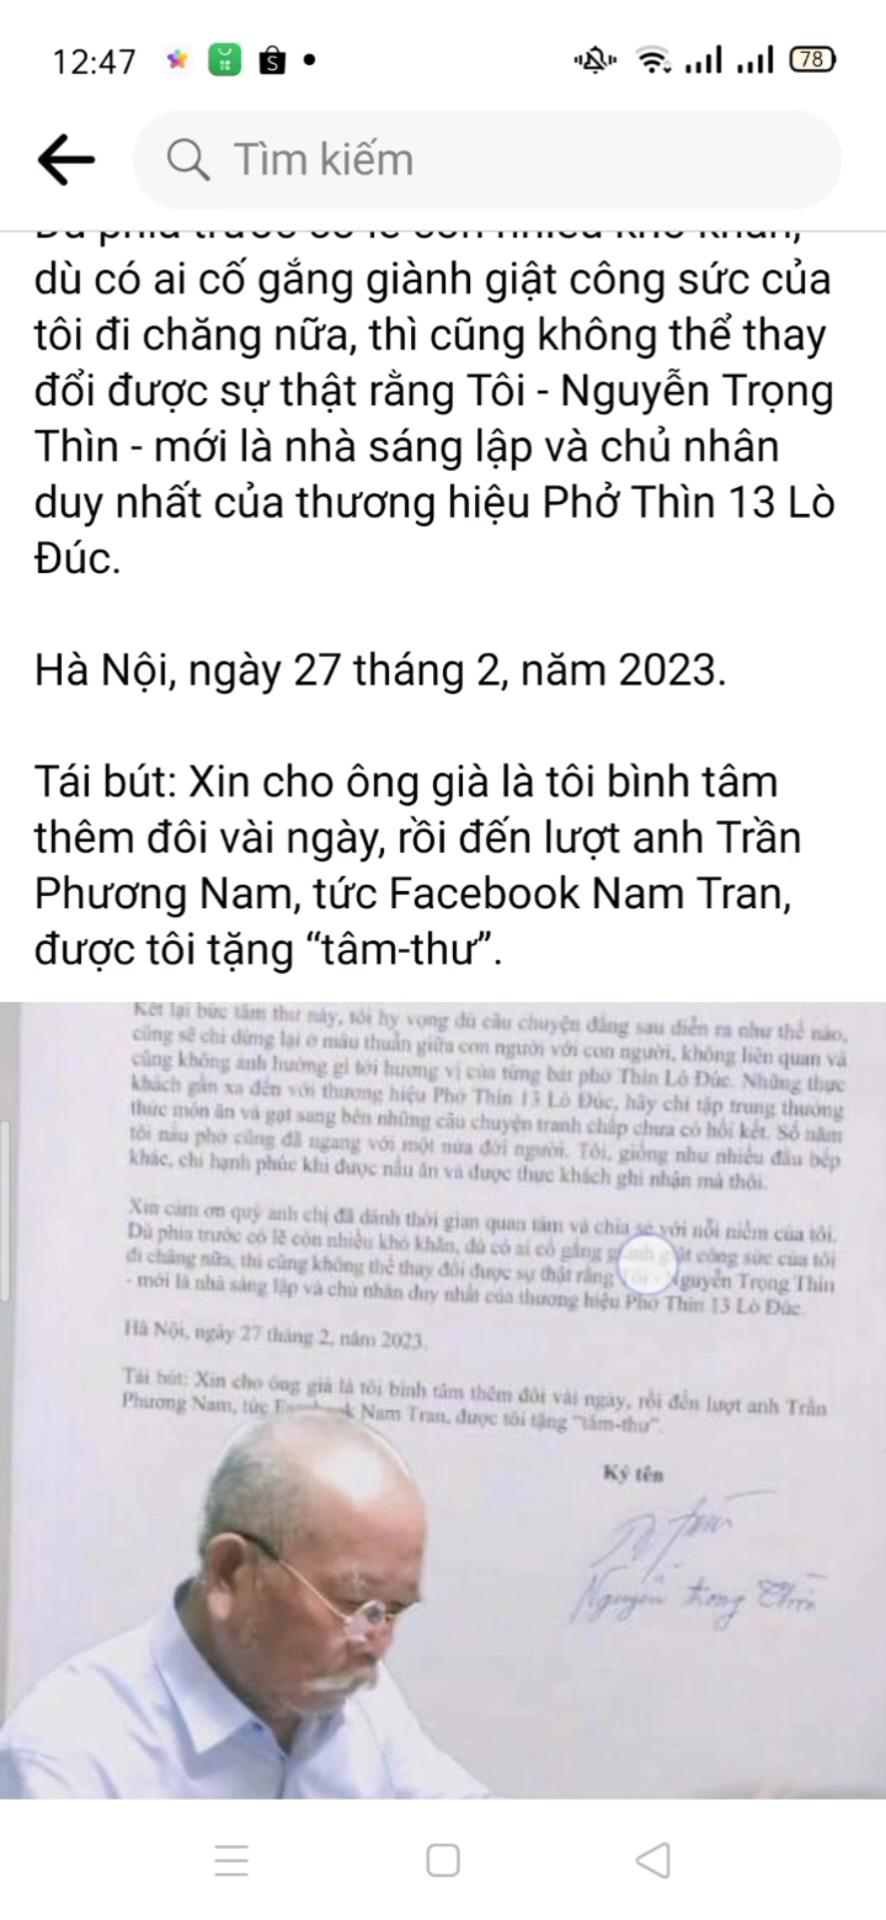 12:47
78
Tìm kiếm
dù có ai cố gắng giành giật công sức của
tôi đi chăng nữa, thì cũng không thể thay
đổi được sự thật rằng Tôi - Nguyễn Trọng
Thìn - mới là nhà sáng lập và chủ nhân
duy nhất của thương hiệu Phở Thìn 13 Lò
Đúc.
Hà Nội, ngày 27 tháng 2, năm 2023.
Tái bút: Xin cho ông già là tôi bình tâm
thêm đôi vài ngày, rồi đến lượt anh Trần
Phương Nam, tức Facebook Nam Tran,
được tôi tặng “tâm-thư”.
Kết lại bức tâm thư này, tôi hy vọng dù câu chuyện đằng sau diễn ra như thế nào,
cũng sẽ chỉ dừng lại ở mâu thuẫn giữa con người với con người, không liên quan và
cũng không ảnh hưởng gì tới hương vị của từng bát phở Thìn Lò Đúc. Những thực
khách gần xa đến với thương hiệu Phở Thìn 13 Lò Đúc, hãy chỉ tập trung thưởng
thức món ăn và gạt sang bên những câu chuyện tranh chấp chưa có hồi kết. Số năm
tôi nấu phở cũng đã ngang với một nửa đời người. Tôi, giống như nhiều đầu bếp
khác, chỉ hạnh phúc khi được nấu ăn và được thực khách ghi nhận mà thôi.
Xin cảm ơn quý anh chị đã dành thời gian quan tâm và chia sẻ với nỗi niềm của tôi.
Dù phía trước có lẽ còn nhiều khó khăn, dù có ai cố gắng giành giật công sức của tôi
đi chăng nữa, thì cũng không thể thay đổi được sự thật rằng Tôi - Nguyễn Trọng Thìn
- mới là nhà sáng lập và chủ nhân duy nhất của thương hiệu Phở Thìn 13 Lò Đúc.
Hà Nội, ngày 27 tháng 2, năm 2023.
Tái bút: Xin cho ông già là tôi bình tâm thêm đôi vài ngày, rồi đến lượt anh Trần
Phương Nam, tức Nam Tran, được tôi tặng "tâm-thư".
Ký tên
Nguyễn Trọng Thìn